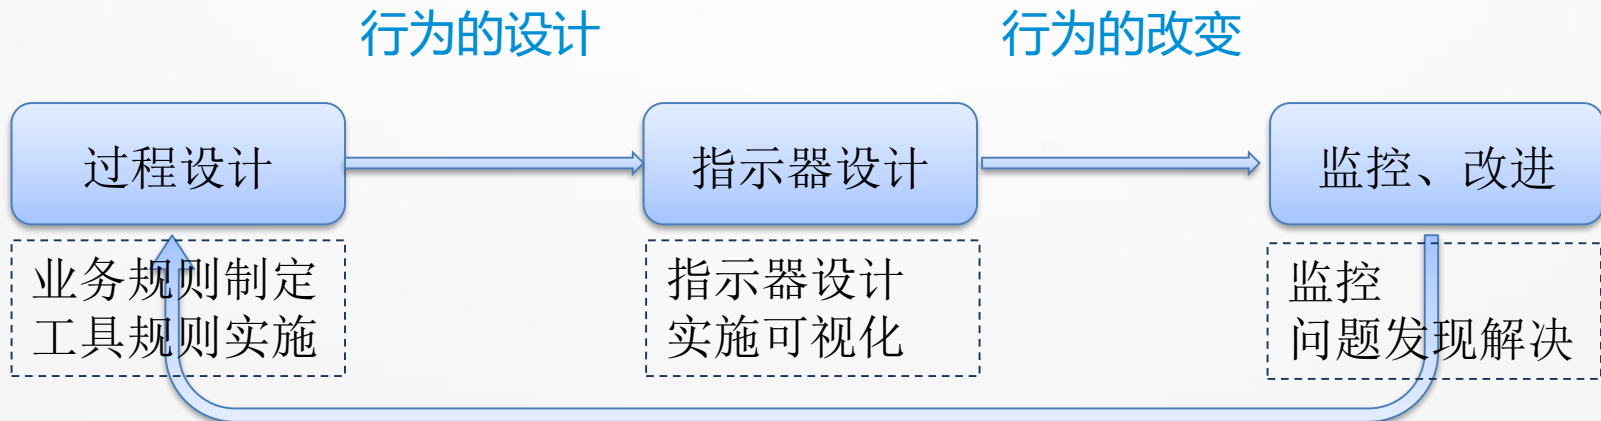 行为的设计
行为的改变
过程设计
指示器设计
监控、改进
业务规则制定
工具规则实施
指示器设计
实施可视化
监控
问题发现解决